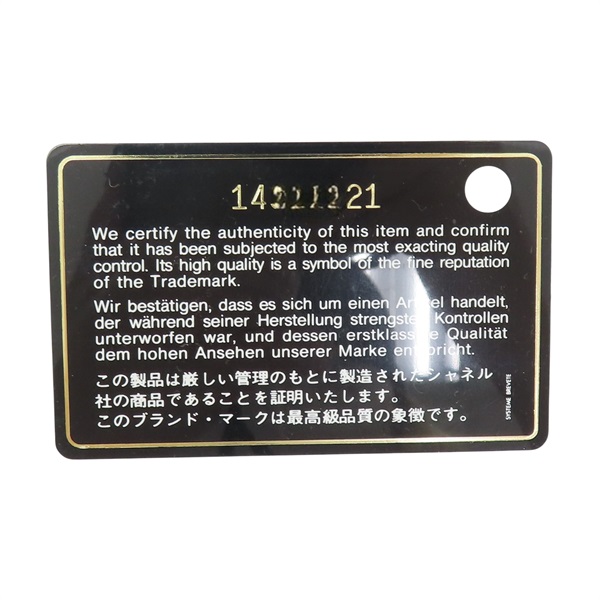 We certify the authenticity of this item and confirm
that it has been subjected to the most exacting quality
control. Its high quality is a symbol of the fine reputation
of the Trademark.
Wir bestätigen, dass es sich um einen Artikel handelt,
der während seiner Herstellung strengsten Kontrollen
unterworfen war, und dessen erstklassige Qualität
dem hohen Ansehen unserer Marke entspricht.
この製品は厳しい管理のもとに製造されたシャネル
社の商品であることを証明いたします。
このブランド・マークは最高級品質の象徴です。
SYSTEME BREVETE